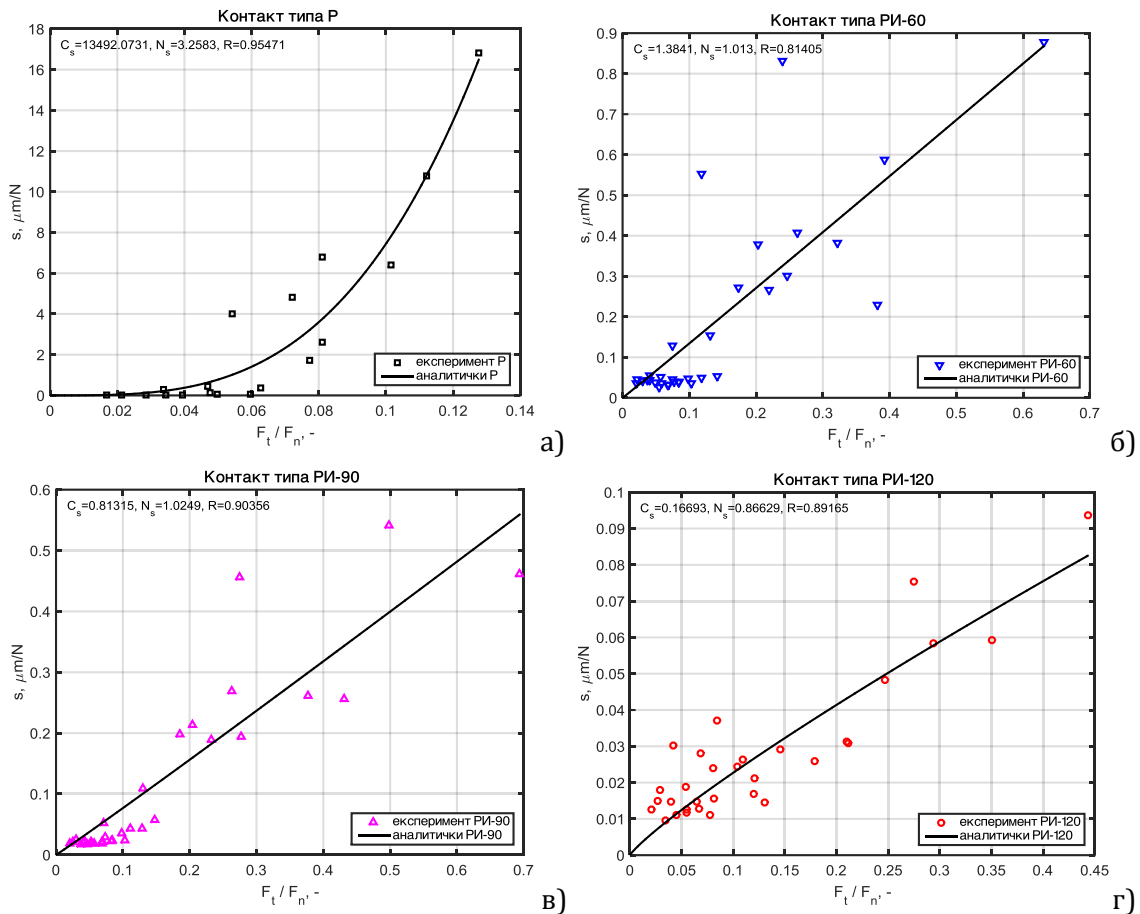 Контакт типа Р
C_s=13492.0731, N_s=3.2583, R=0.95471
18
16
14
12
10
8
6
4
2
0
s, μm/N
експеримент Р
аналитички Р
0 0.02 0.04 0.06 0.08 0.1 0.12 0.14
F_t / F_n, -
а)
Контакт типа РИ-60
C_s=1.3841, N_s=1.013, R=0.81405
0.9
0.8
0.7
0.6
0.5
0.4
0.3
0.2
0.1
0
s, μm/N
експеримент РИ-60
аналитички РИ-60
0 0.1 0.2 0.3 0.4 0.5 0.6 0.7
F_t / F_n, -
б)
Контакт типа РИ-90
C_s=0.81315, N_s=1.0249, R=0.90356
0.6
0.5
0.4
0.3
0.2
0.1
0
s, μm/N
експеримент РИ-90
аналитички РИ-90
0 0.1 0.2 0.3 0.4 0.5 0.6 0.7
F_t / F_n, -
в)
Контакт типа РИ-120
C_s=0.16693, N_s=0.86629, R=0.89165
0.1
0.09
0.08
0.07
0.06
0.05
0.04
0.03
0.02
0.01
0
s, μm/N
експеримент РИ-120
аналитички РИ-120
0 0.05 0.1 0.15 0.2 0.25 0.3 0.35 0.4 0.45
F_t / F_n, -
г)